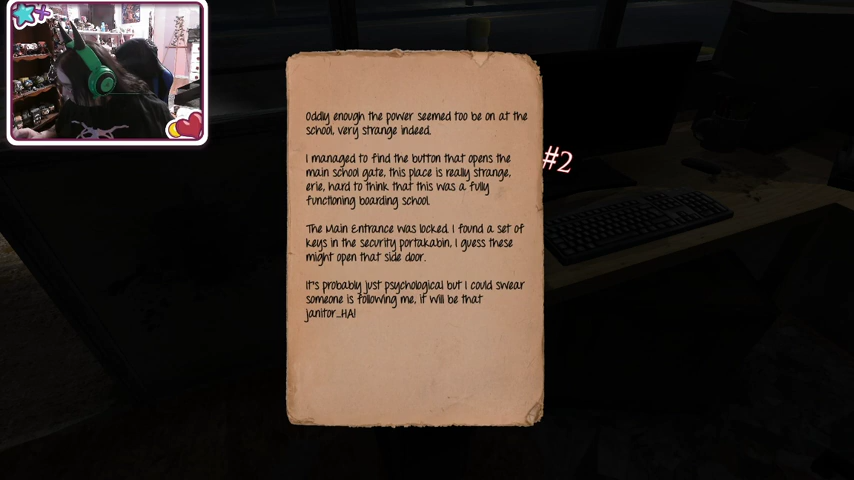 Oddly enough the power seemed too be on at the
school, very strange indeed.
I managed to find the button that opens the
main school gate, this place is really strange,
erie, hard to think that this was a fully
functioning boarding school.
The Main Entrance was locked. I found a set of
keys in the security portakabin, I guess these
might open that side door.
It's probably just psychological but I could swear
someone is following me, if will be that
janitor...HA!
#2